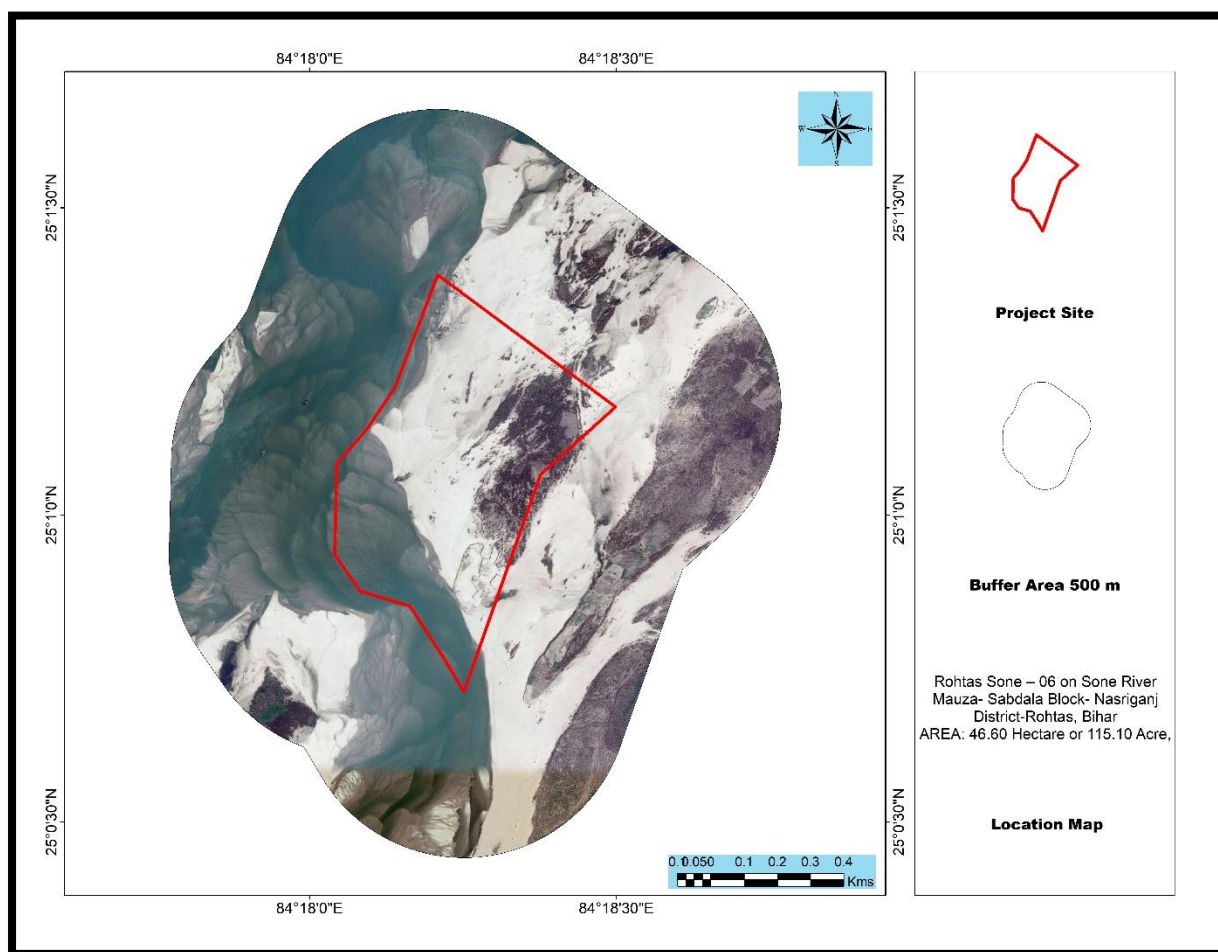 84°18'0"E
84°18'30"E
N
W
E
S
25°1'30"N
25°1'30"N
25°1'0"N
25°1'0"N
25°0'30"N
25°0'30"N
0.10.050 0.1 0.2 0.3 0.4
Kms
84°18'0"E
84°18'30"E
Project Site
Buffer Area 500 m
Rohtas Sone – 06 on Sone River
Mauza- Sabdala Block- Nasriganj
District-Rohtas, Bihar
AREA: 46.60 Hectare or 115.10 Acre,
Location Map